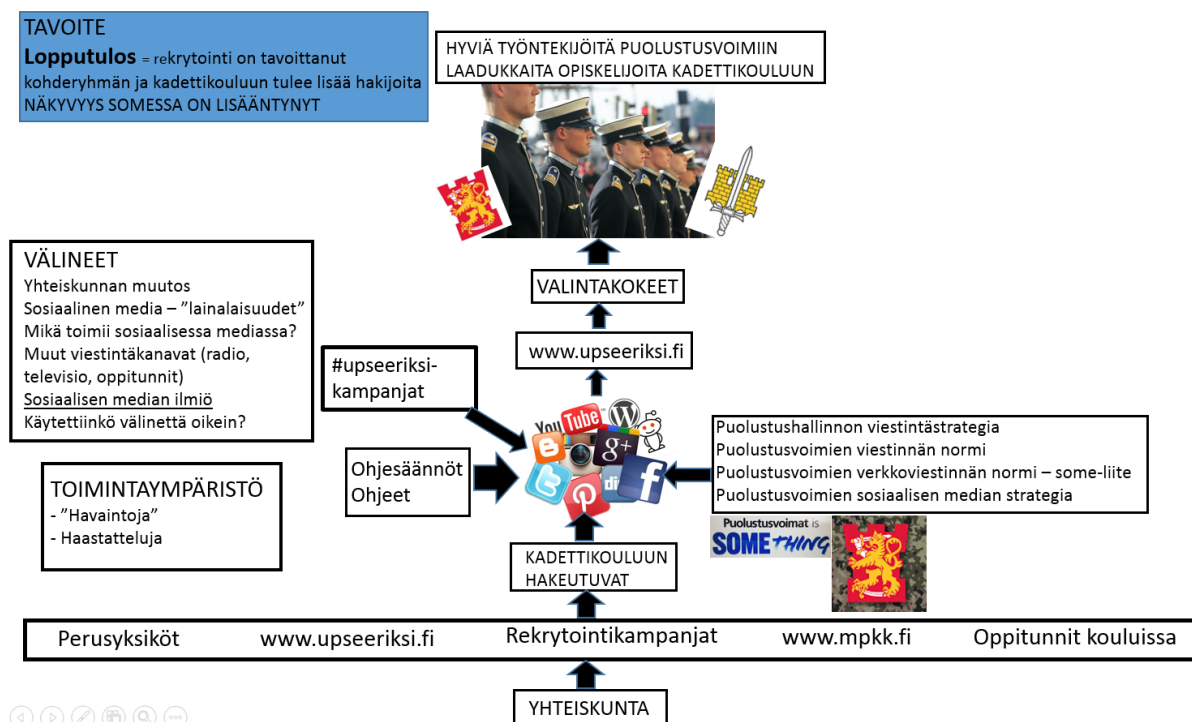 TAVOITE
Lopputulos = rekrytointi on tavoittanut
kohderyhmän ja kadettikouluun tulee lisää hakijoita
NÄKYVYYS SOMESSA ON LISÄÄNTYNYT
HYVIÄ TYÖNTEKIJÖITÄ PUOLUSTUSVOIMIIN
LAADUKKAITA OPISKELIJOITA KADETTIKOULUUN
VÄLINEET
Yhteiskunnan muutos
Sosiaalinen media – ”lainalaisuudet”
Mikä toimii sosiaalisessa mediassa?
Muut viestintäkanavat (radio,
televisio, oppitunnit)
Sosiaalisen median ilmiö
Käytettiinkö välinettä oikein?
TOIMINTAYMPÄRISTÖ
- ”Havaintoja”
- Haastatteluja
VALINTAKOKEET
www.upseeriksi.fi
#upseeriksi-
kampanjat
Ohjesäännöt
Ohjeet
You Tube
g+
di
f
Puolustushallinnon viestintästrategia
Puolustusvoimien viestinnän normi
Puolustusvoimien verkkoviestinnän normi – some-liite
Puolustusvoimien sosiaalisen median strategia
Puolustusvoimat is
SOMETHING
KADETTIKOULUUN
HAKEUTUVAT
Perusyksiköt www.upseeriksi.fi Rekrytointikampanjat www.mpkk.fi Oppitunnit kouluissa
YHTEISKUNTA